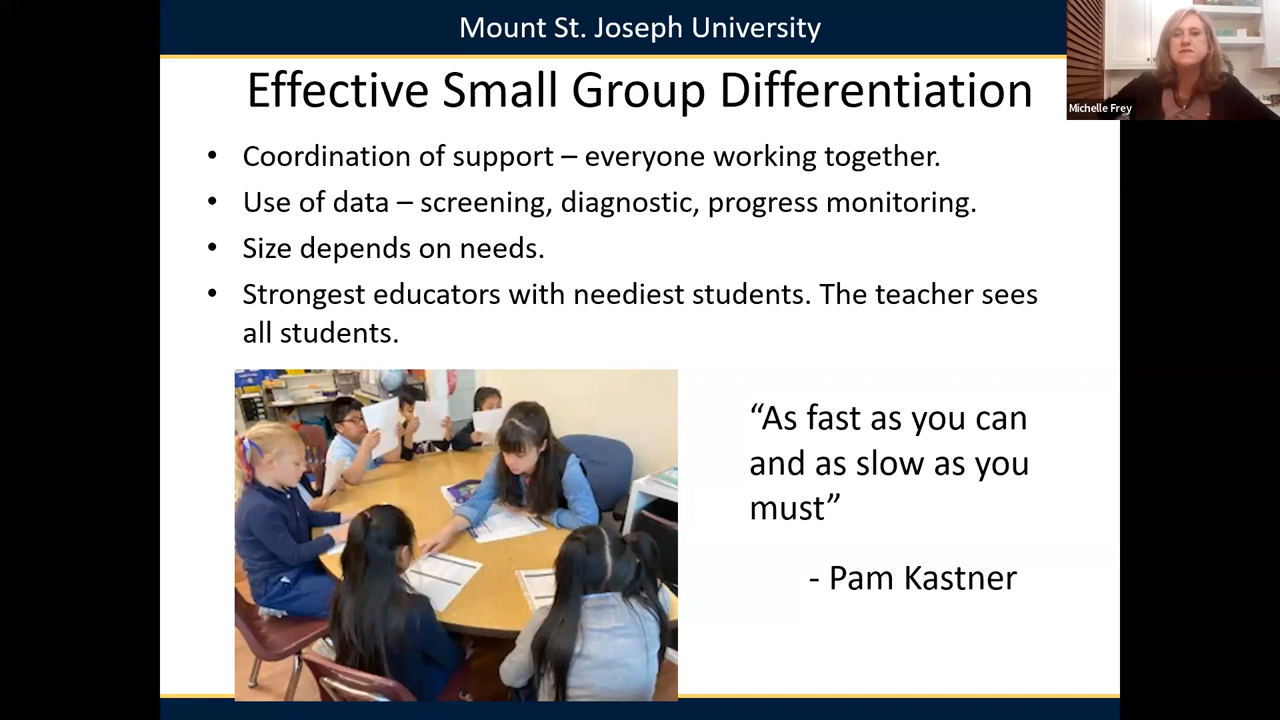 Mount St. Joseph University
Michelle Frey
Effective Small Group Differentiation
• Coordination of support – everyone working together.
• Use of data – screening, diagnostic, progress monitoring.
• Size depends on needs.
• Strongest educators with neediest students. The teacher sees
all students.
“As fast as you can
and as slow as you
must”
- Pam Kastner